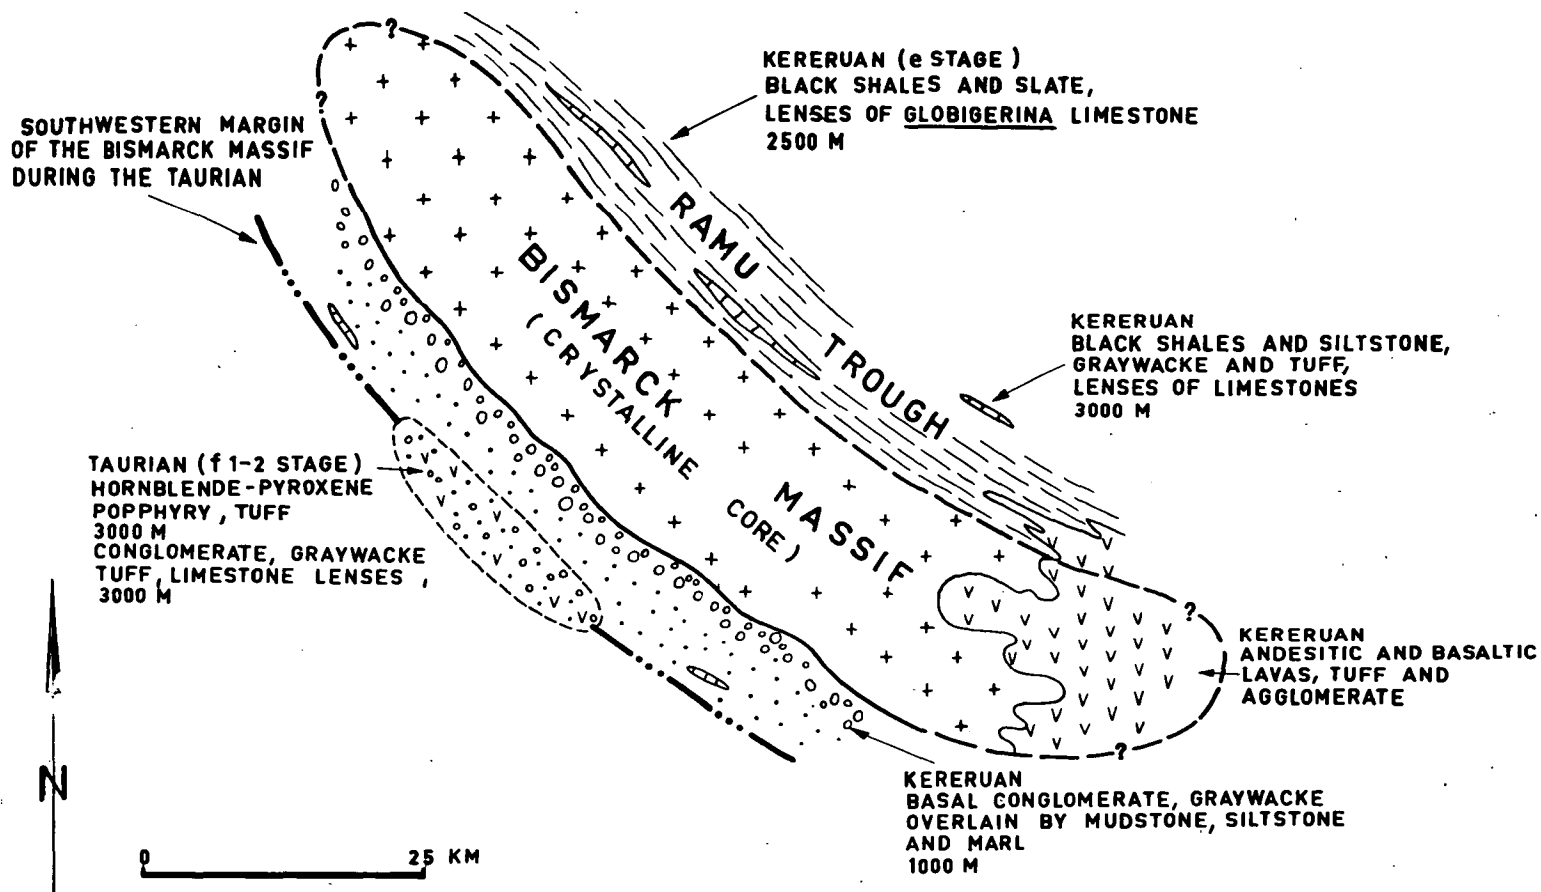 KERERUAN (e STAGE)
BLACK SHALES AND SLATE,
LENSES OF GLOBIGERINA LIMESTONE
2500 M
SOUTHWESTERN MARGIN
OF THE BISMARCK MASSIF
DURING THE TAURIAN
?
?
RAMU TROUGH
BISMARCK MASSIF
(CRYSTALLINE CORE)
KERERUAN
BLACK SHALES AND SILTSTONE,
GRAYWACKE AND TUFF,
LENSES OF LIMESTONES
3000 M
TAURIAN (f 1-2 STAGE)
HORNBLENDE-PYROXENE
POPPHYRY, TUFF
3000 M
CONGLOMERATE, GRAYWACKE
TUFF, LIMESTONE LENSES,
3000 M
?
KERERUAN
ANDESITIC AND BASALTIC
LAVAS, TUFF AND
AGGLOMERATE
?
KERERUAN
BASAL CONGLOMERATE, GRAYWACKE
OVERLAIN BY MUDSTONE, SILTSTONE
AND MARL
1000 M
N
0 25 KM